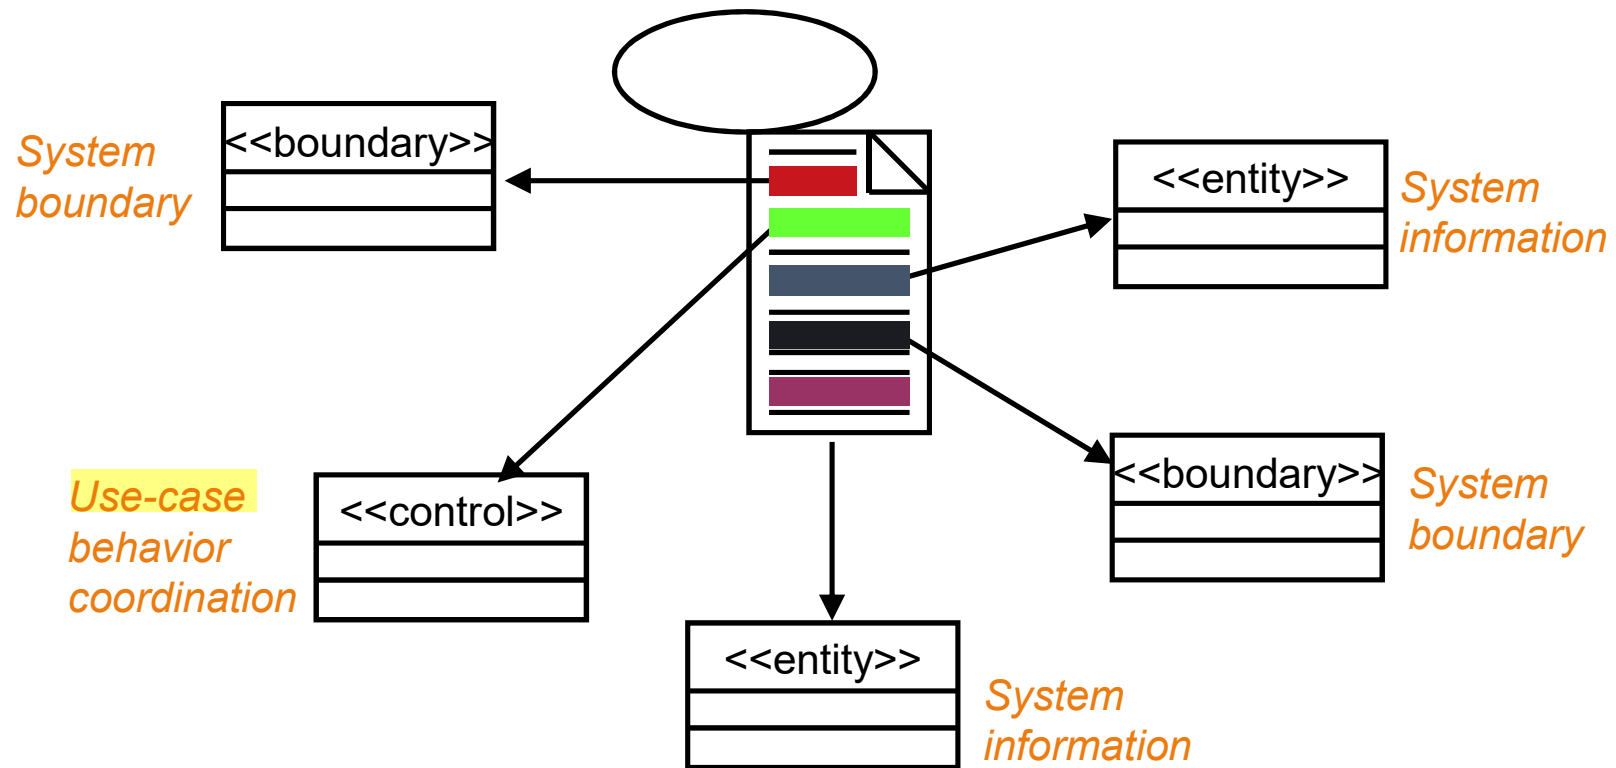 <<boundary>>
System
boundary
<<entity>>
System
information
Use-case
behavior
coordination
<<control>>
<<boundary>>
System
boundary
<<entity>>
System
information